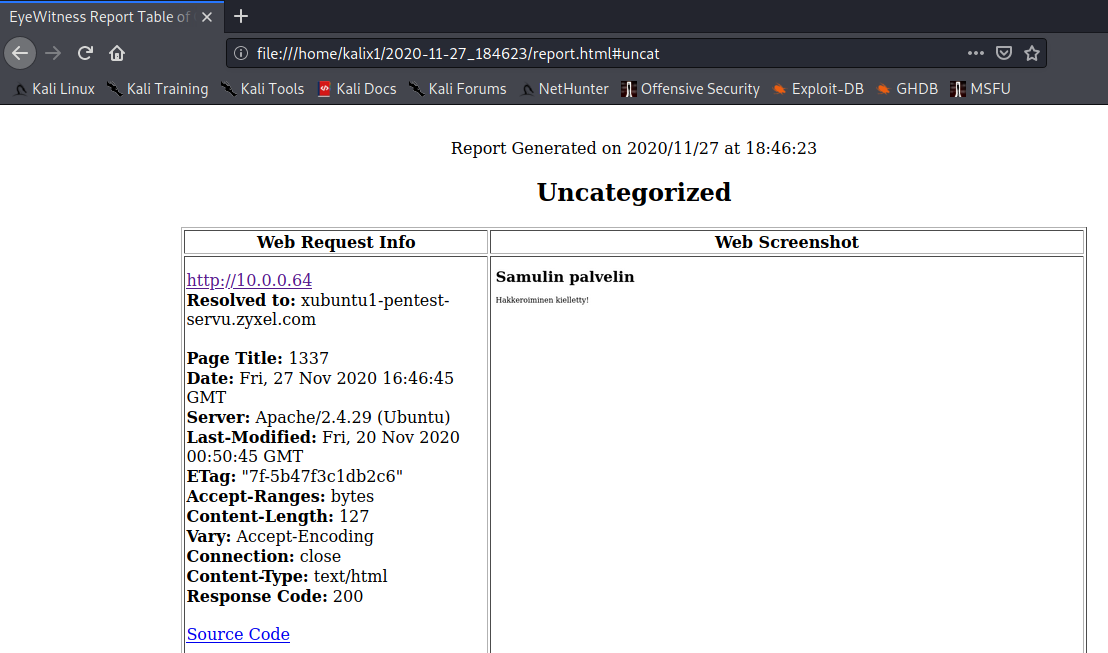 EyeWitness Report Table of
file:///home/kalix1/2020-11-27_184623/report.html#uncat
Kali Linux Kali Training Kali Tools Kali Docs Kali Forums NetHunter Offensive Security Exploit-DB GHDB MSFU
Report Generated on 2020/11/27 at 18:46:23
Uncategorized
Web Request Info Web Screenshot
http://10.0.0.64
Resolved to: xubuntu1-pentest-
servu.zyxel.com
Page Title: 1337
Date: Fri, 27 Nov 2020 16:46:45
GMT
Server: Apache/2.4.29 (Ubuntu)
Last-Modified: Fri, 20 Nov 2020
00:50:45 GMT
ETag: "7f-5b47f3c1db2c6"
Accept-Ranges: bytes
Content-Length: 127
Vary: Accept-Encoding
Connection: close
Content-Type: text/html
Response Code: 200
Source Code
Samulin palvelin
Hakkeroiminen kielletty!